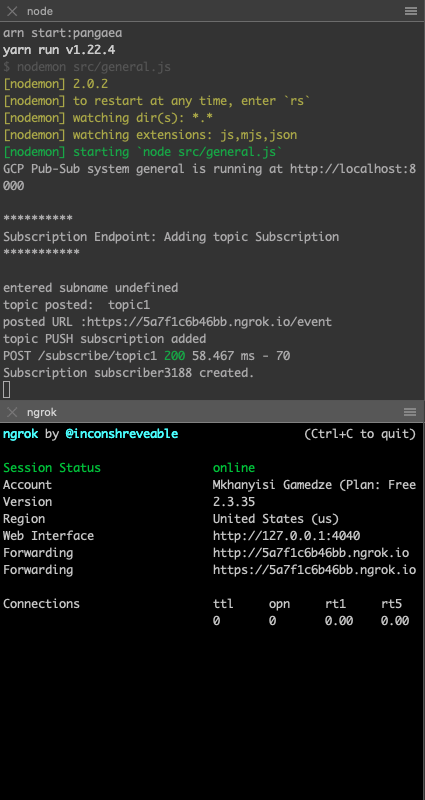 node
arn start:pangaea
yarn run v1.22.4
$ nodemon src/general.js
[nodemon] 2.0.2
[nodemon] to restart at any time, enter `rs`
[nodemon] watching dir(s): *.*
[nodemon] watching extensions: js,mjs,json
[nodemon] starting `node src/general.js`
GCP Pub-Sub system general is running at http://localhost:8
000
**********
Subscription Endpoint: Adding topic Subscription
***********
entered subname undefined
topic posted:  topic1
posted URL :https://5a7f1c6b46bb.ngrok.io/event
topic PUSH subscription added
POST /subscribe/topic1 200 58.467 ms - 70
Subscription subscriber3188 created.
ngrok
ngrok by @inconshreveable (Ctrl+C to quit)
Session Status online
Account Mkhanyisi Gamedze (Plan: Free
Version 2.3.35
Region United States (us)
Web Interface http://127.0.0.1:4040
Forwarding http://5a7f1c6b46bb.ngrok.io
Forwarding https://5a7f1c6b46bb.ngrok.io
Connections ttl opn rt1 rt5
0 0 0.00 0.00